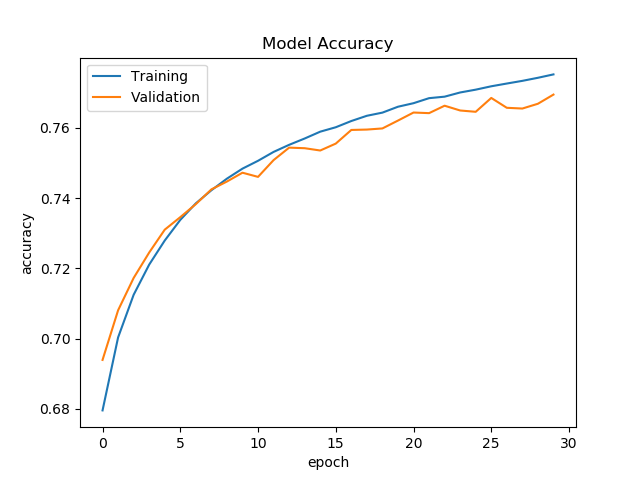 Model Accuracy
Training
Validation
0.76
0.74
0.72
0.70
0.68
accuracy
0 5 10 15 20 25 30
epoch